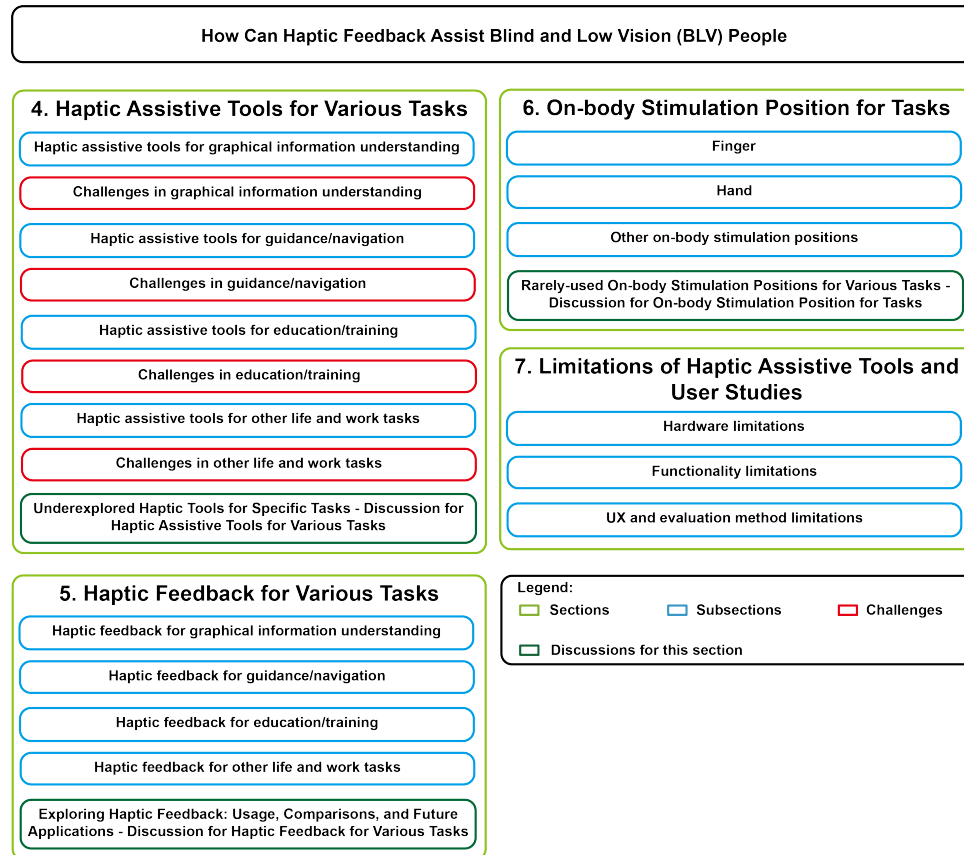 How Can Haptic Feedback Assist Blind and Low Vision (BLV) People
4. Haptic Assistive Tools for Various Tasks
Haptic assistive tools for graphical information understanding
Challenges in graphical information understanding
Haptic assistive tools for guidance/navigation
Challenges in guidance/navigation
Haptic assistive tools for education/training
Challenges in education/training
Haptic assistive tools for other life and work tasks
Challenges in other life and work tasks
Underexplored Haptic Tools for Specific Tasks - Discussion for
Haptic Assistive Tools for Various Tasks
5. Haptic Feedback for Various Tasks
Haptic feedback for graphical information understanding
Haptic feedback for guidance/navigation
Haptic feedback for education/training
Haptic feedback for other life and work tasks
Exploring Haptic Feedback: Usage, Comparisons, and Future
Applications - Discussion for Haptic Feedback for Various Tasks
6. On-body Stimulation Position for Tasks
Finger
Hand
Other on-body stimulation positions
Rarely-used On-body Stimulation Positions for Various Tasks -
Discussion for On-body Stimulation Position for Tasks
7. Limitations of Haptic Assistive Tools and
User Studies
Hardware limitations
Functionality limitations
UX and evaluation method limitations
Legend:
Sections
Subsections
Challenges
Discussions for this section